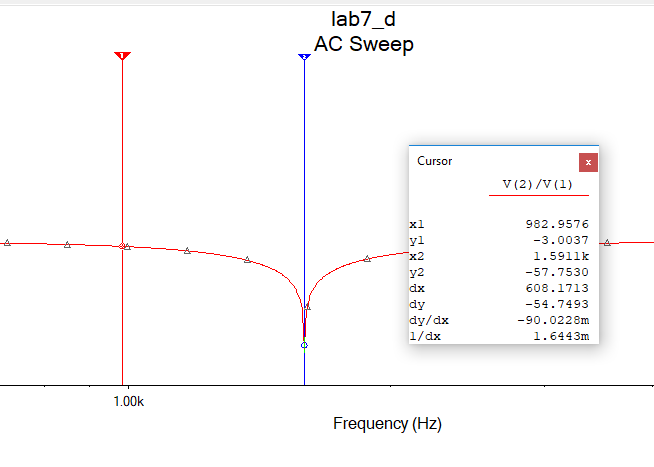 lab7_d
AC Sweep
Cursor
x
V(2)/V(1)
x1 982.9576
y1 -3.0037
x2 1.5911k
y2 -57.7530
dx 608.1713
dy -54.7493
dy/dx -90.0228m
1/dx 1.6443m
1.00k
Frequency (Hz)